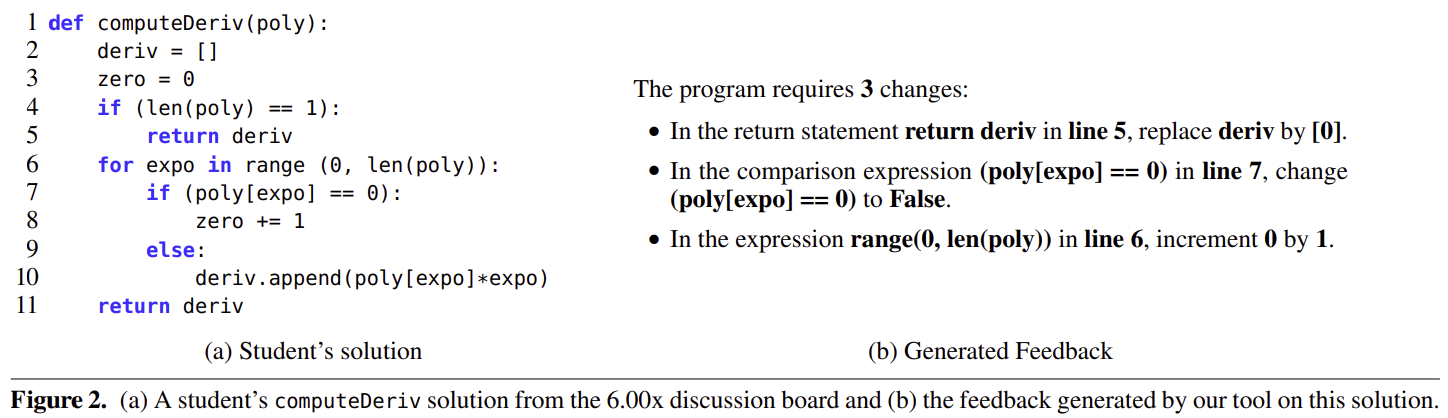 1 def computeDeriv(poly):
2     deriv = []
3     zero = 0
4     if (len(poly) == 1):
5         return deriv
6     for expo in range (0, len(poly)):
7         if (poly[expo] == 0):
8             zero += 1
9         else:
10             deriv.append(poly[expo]*expo)
11     return deriv
(a) Student's solution
The program requires 3 changes:
• In the return statement return deriv in line 5, replace deriv by [0].
• In the comparison expression (poly[expo] == 0) in line 7, change
(poly[expo] == 0) to False.
• In the expression range(0, len(poly)) in line 6, increment 0 by 1.
(b) Generated Feedback
Figure 2. (a) A student's computeDeriv solution from the 6.00x discussion board and (b) the feedback generated by our tool on this solution.